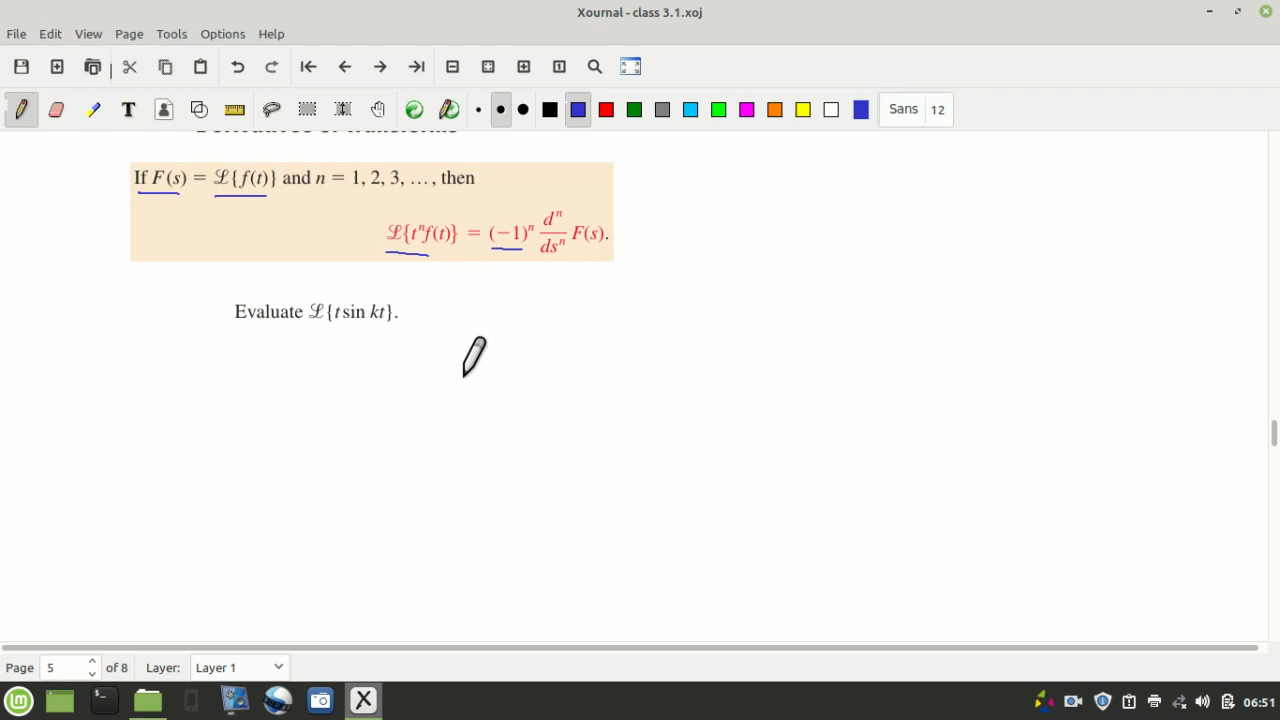 Xournal - class 3.1.xoj
File Edit View Page Tools Options Help
Sans 12
If F(s) = ℒ{f(t)} and n = 1, 2, 3, …, then
ℒ{tⁿf(t)} = (−1)ⁿ dⁿ/dsⁿ F(s).
Evaluate ℒ{t sin kt}.
Page 5 of 8 Layer: Layer 1
06:51